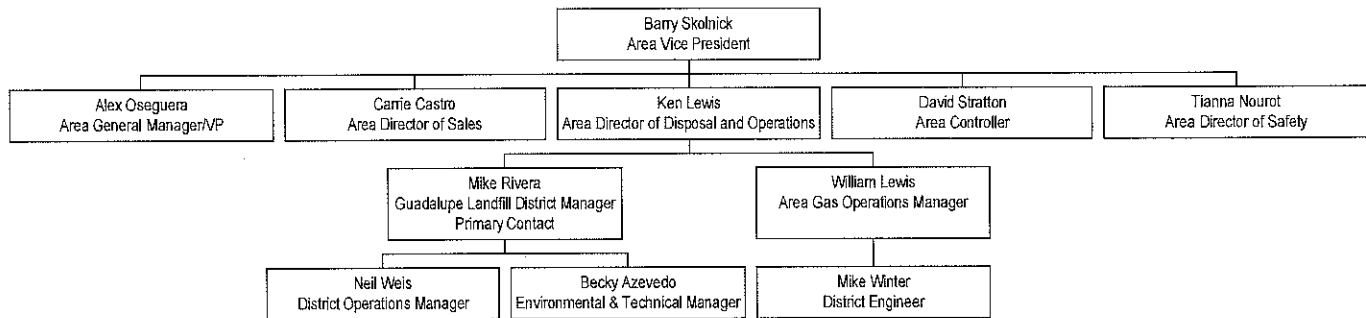 Barry Skolnick
Area Vice President
Alex Oseguera
Area General Manager/VP
Carrie Castro
Area Director of Sales
Ken Lewis
Area Director of Disposal and Operations
David Stratton
Area Controller
Tianna Nourot
Area Director of Safety
Mike Rivera
Guadalupe Landfill District Manager
Primary Contact
William Lewis
Area Gas Operations Manager
Neil Weis
District Operations Manager
Becky Azevedo
Environmental & Technical Manager
Mike Winter
District Engineer